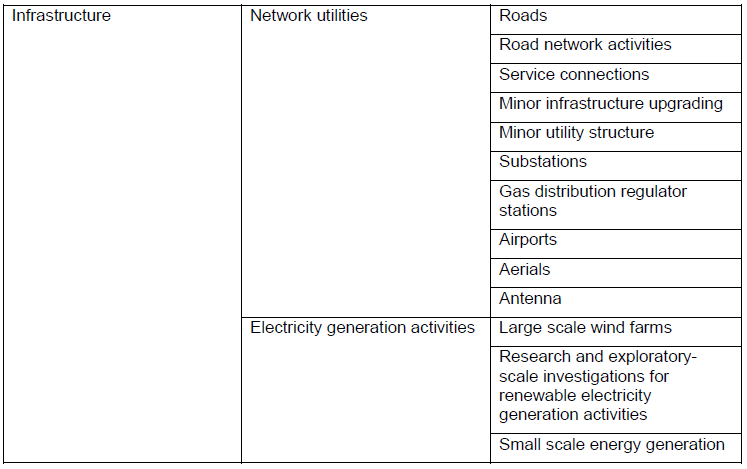 Infrastructure
Network utilities
Roads
Road network activities
Service connections
Minor infrastructure upgrading
Minor utility structure
Substations
Gas distribution regulator
stations
Airports
Aerials
Antenna
Electricity generation activities
Large scale wind farms
Research and exploratory-
scale investigations for
renewable electricity
generation activities
Small scale energy generation